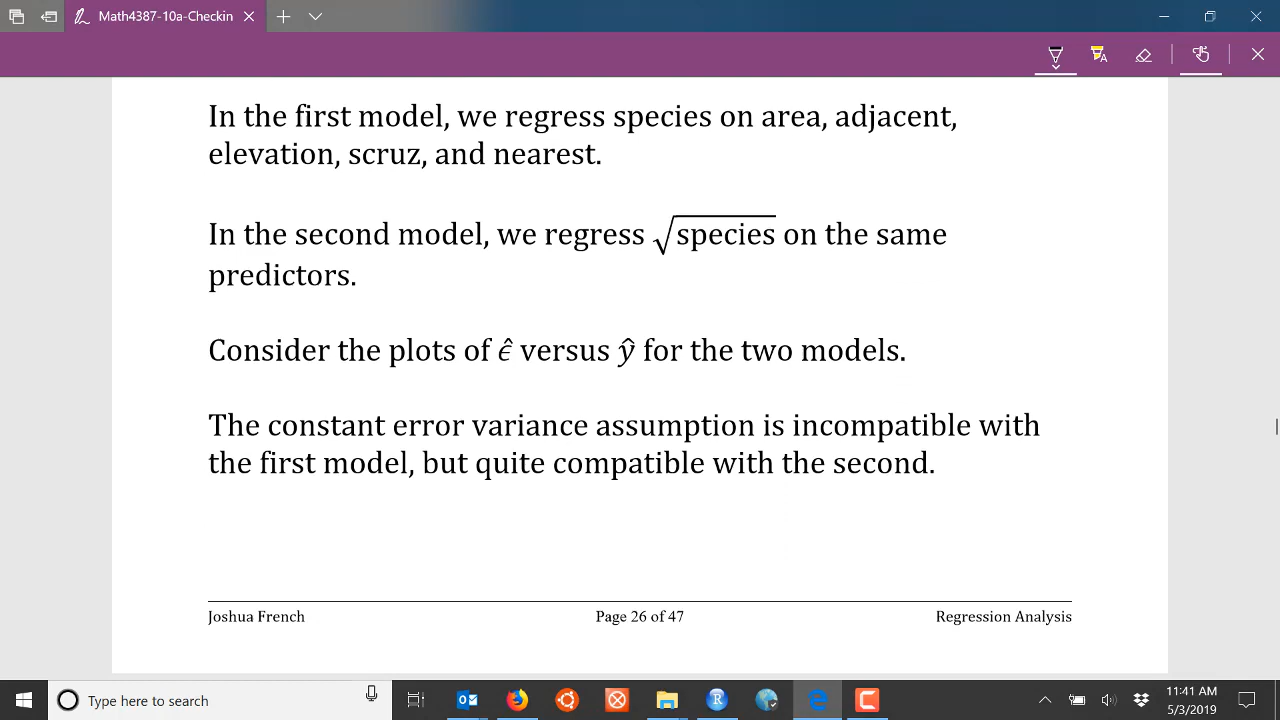 Math4387-10a-Checkin
In the first model, we regress species on area, adjacent,
elevation, scruz, and nearest.
In the second model, we regress √species on the same
predictors.
Consider the plots of ε̂ versus ŷ for the two models.
The constant error variance assumption is incompatible with
the first model, but quite compatible with the second.
Joshua French Page 26 of 47 Regression Analysis
Type here to search
11:41 AM
5/3/2019